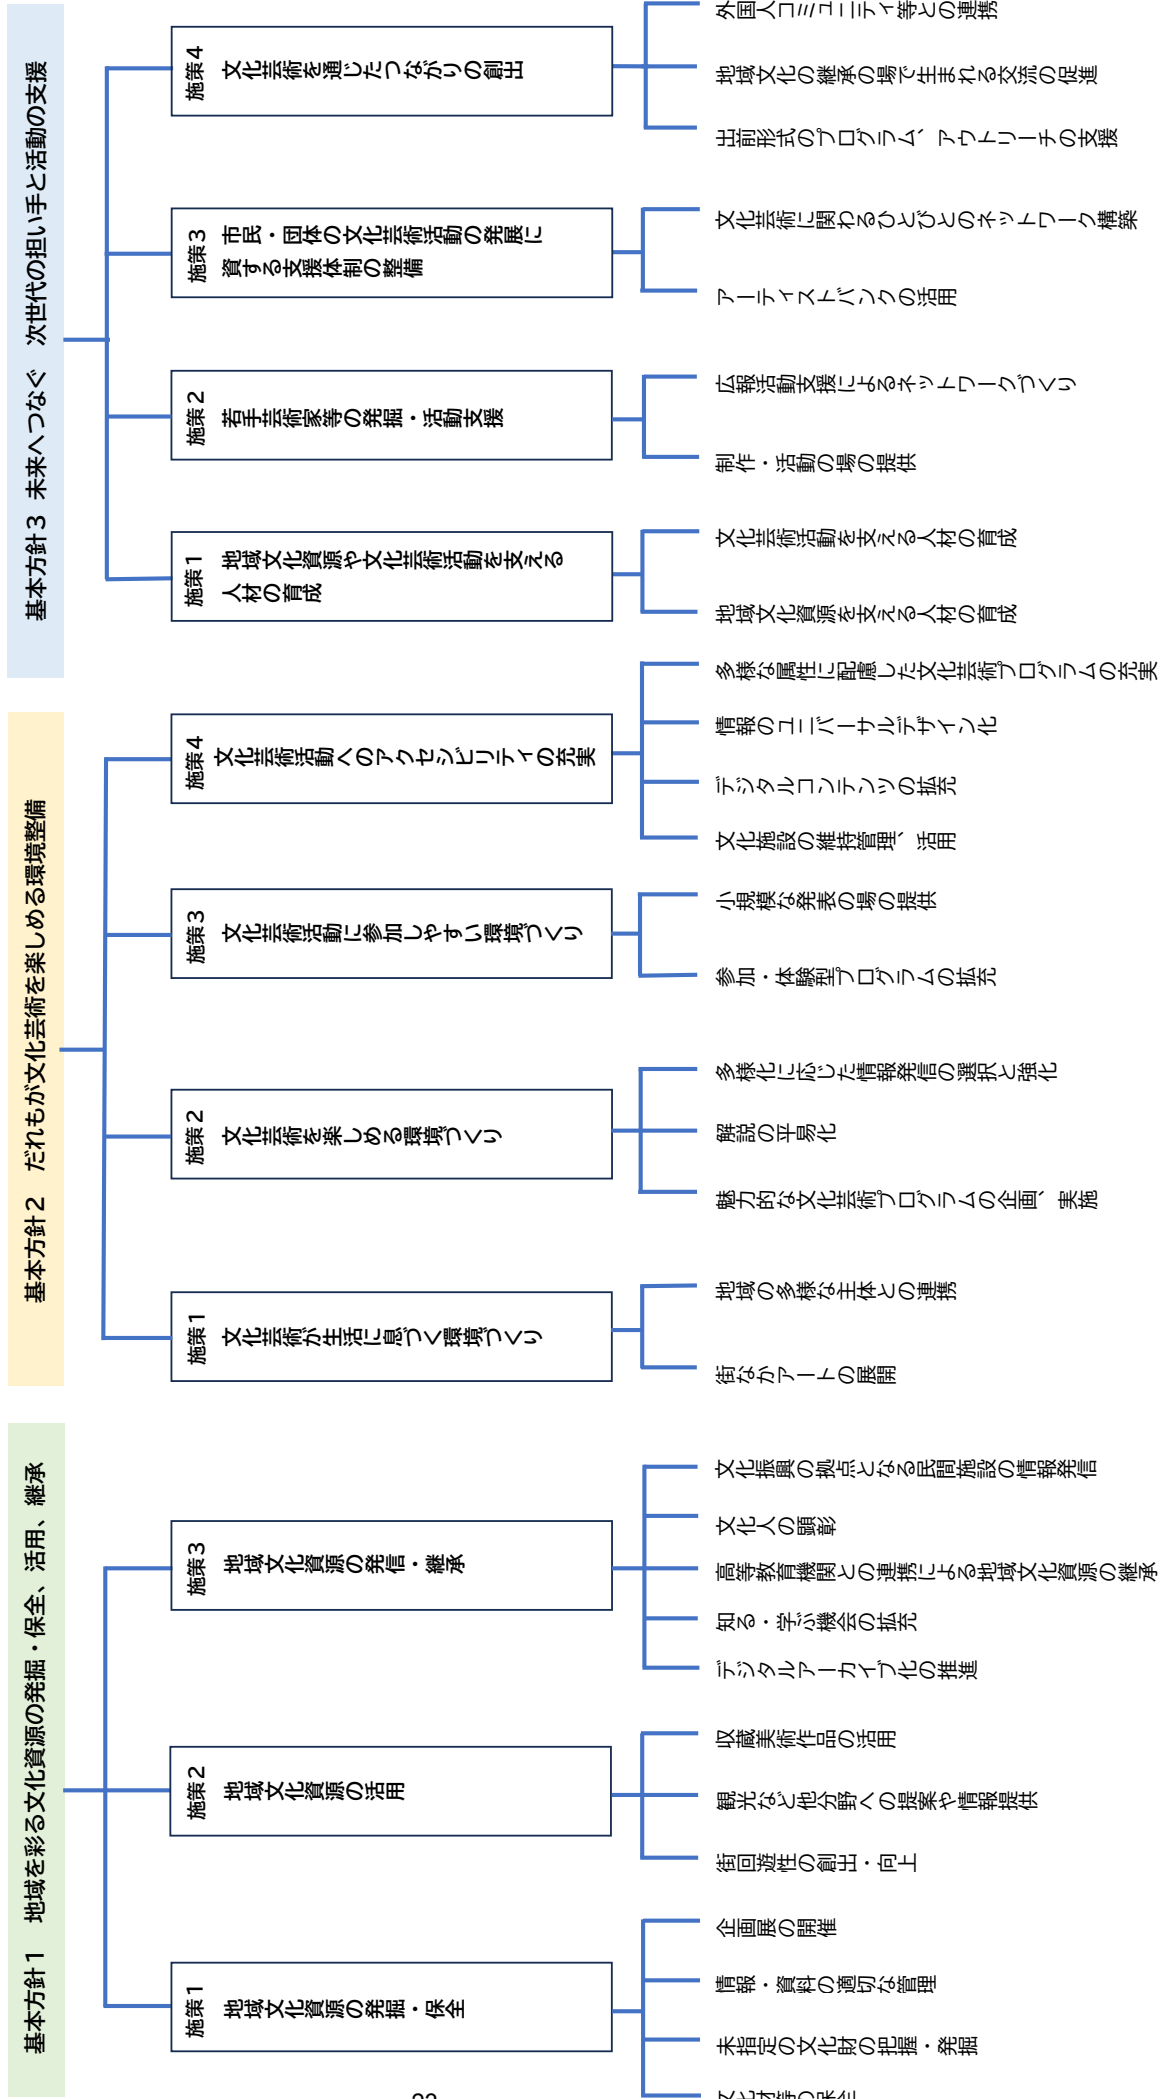 基本方針1 地域を彩る文化資源の発掘・保全、活用、継承
施策1
地域文化資源の発掘・保全
文化財等の保全
未指定の文化財の把握・発掘
情報・資料の適切な管理
企画展の開催
施策2
地域文化資源の活用
街回遊性の創出・向上
観光など他分野への提案や情報提供
収蔵美術作品の活用
施策3
地域文化資源の発信・継承
デジタルアーカイブ化の推進
知る・学ぶ機会の拡充
高等教育機関との連携による地域文化資源の継承
文化人の顕彰
文化振興の拠点となる民間施設の情報発信
基本方針2 だれもが文化芸術を楽しめる環境整備
施策1
文化芸術が生活に息づく環境づくり
街なかアートの展開
地域の多様な主体との連携
施策2
文化芸術を楽しめる環境づくり
魅力的な文化芸術プログラムの企画、実施
解説の平易化
多様化に応じた情報発信の選択と強化
施策3
文化芸術活動に参加しやすい環境づくり
参加・体験型プログラムの拡充
小規模な発表の場の提供
施策4
文化芸術活動へのアクセシビリティの充実
文化施設の維持管理、活用
デジタルコンテンツの拡充
情報のユニバーサルデザイン化
多様な属性に配慮した文化芸術プログラムの充実
基本方針3 未来へつなぐ 次世代の担い手と活動の支援
施策1
地域文化資源や文化芸術活動を支える
人材の育成
地域文化資源を支える人材の育成
文化芸術活動を支える人材の育成
施策2
若手芸術家等の発掘・活動支援
制作・活動の場の提供
広報活動支援によるネットワークづくり
施策3
市民・団体の文化芸術活動の発展に
資する支援体制の整備
アーティストバンクの活用
文化芸術に関わるひとびとのネットワーク構築
施策4
文化芸術を通じたつながりの創出
出前形式のプログラム、アウトリーチの支援
地域文化の継承の場で生まれる交流の促進
外国人コミュニティ等との連携